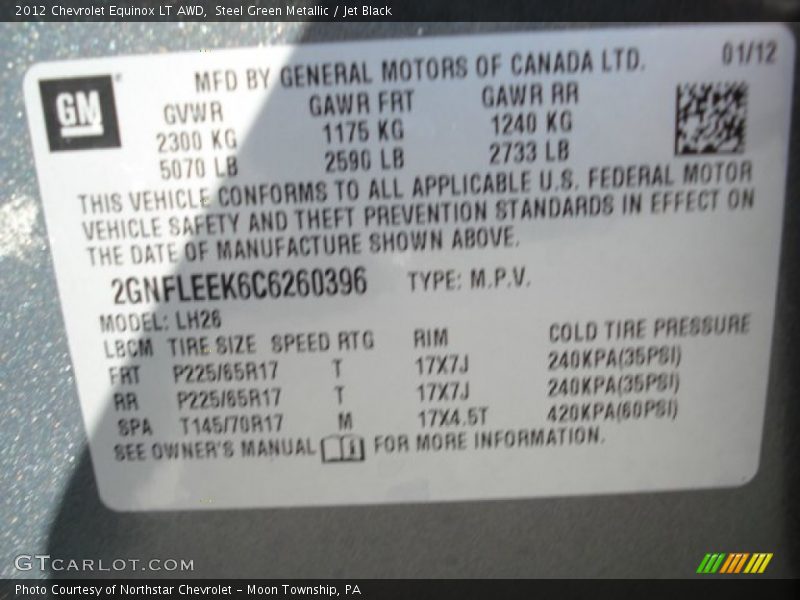 2012 Chevrolet Equinox LT AWD, Steel Green Metallic / Jet Black
GM
MFD BY GENERAL MOTORS OF CANADA LTD.
01/12
GVWR GAWR FRT GAWR RR
2300 KG 1175 KG 1240 KG
5070 LB 2590 LB 2733 LB
THIS VEHICLE CONFORMS TO ALL APPLICABLE U.S. FEDERAL MOTOR
VEHICLE SAFETY AND THEFT PREVENTION STANDARDS IN EFFECT ON
THE DATE OF MANUFACTURE SHOWN ABOVE.
2GNFLEEK6C6260396 TYPE: M.P.V.
MODEL: LH26
LBCM TIRE SIZE SPEED RTG RIM COLD TIRE PRESSURE
FRT P225/65R17 T 17X7J 240KPA(35PSI)
RR P225/65R17 T 17X7J 240KPA(35PSI)
SPA T145/70R17 M 17X4.5T 420KPA(60PSI)
SEE OWNER'S MANUAL FOR MORE INFORMATION.
GTCARLOT.COM
Photo Courtesy of Northstar Chevrolet - Moon Township, PA